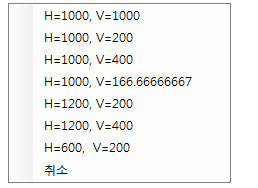 H=1000, V=1000
H=1000, V=200
H=1000, V=400
H=1000, V=166.66666667
H=1200, V=200
H=1200, V=400
H=600,  V=200
취소